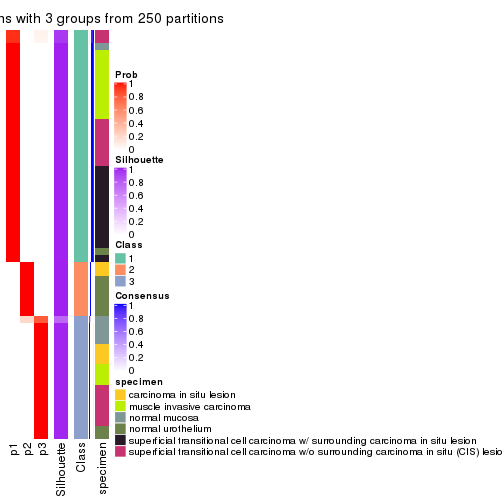 ns with 3 groups from 250 partitions
Prob
1
0.8
0.6
0.4
0.2
0
Silhouette
1
0.8
0.6
0.4
0.2
0
Class
1
2
3
Consensus
1
0.8
0.6
0.4
0.2
0
specimen
carcinoma in situ lesion
muscle invasive carcinoma
normal mucosa
normal urothelium
superficial transitional cell carcinoma w/ surrounding carcinoma in situ lesion
superficial transitional cell carcinoma w/o surrounding carcinoma in situ (CIS) lesio
p1
p2
p3
Silhouette
Class
specimen